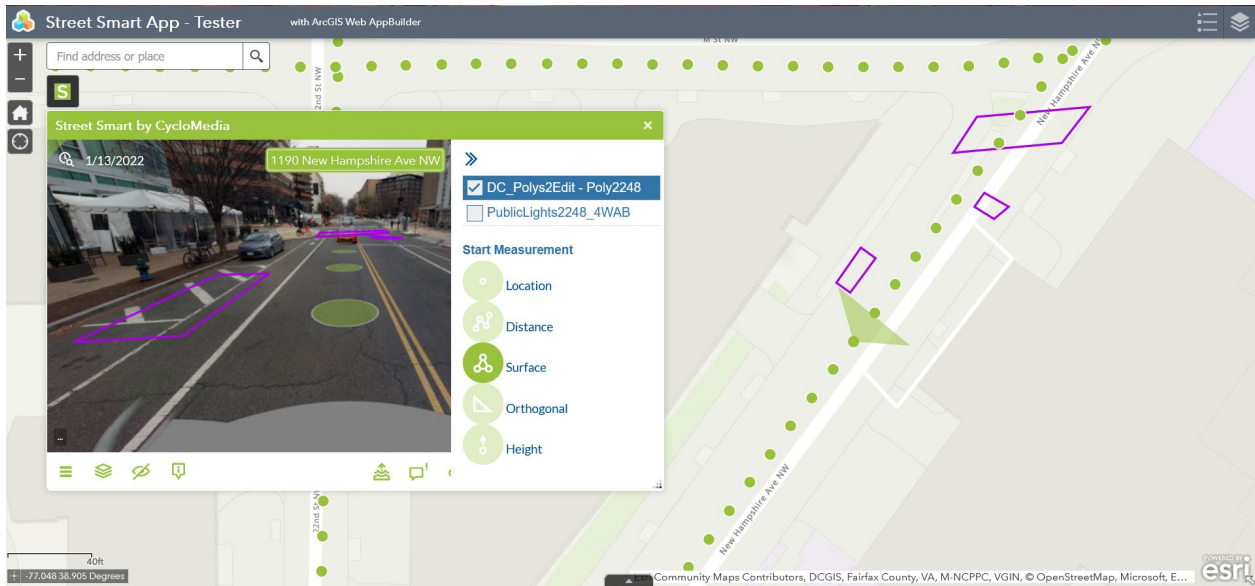 Street Smart App - Tester
with ArcGIS Web AppBuilder
Find address or place
M St NW
22nd St NW
New Hampshire Ave NW
S
Street Smart by CycloMedia
1/13/2022
1190 New Hampshire Ave NW
DC_Polys2Edit - Poly2248
PublicLights2248_4WAB
Start Measurement
Location
Distance
Surface
Orthogonal
Height
22nd St NW
New Hampshire Ave NW
40ft
-77.048 38.905 Degrees
Esri Community Maps Contributors, DCGIS, Fairfax County, VA, M-NCPPC, VGIN, © OpenStreetMap, Microsoft, E...
POWERED BY
esri